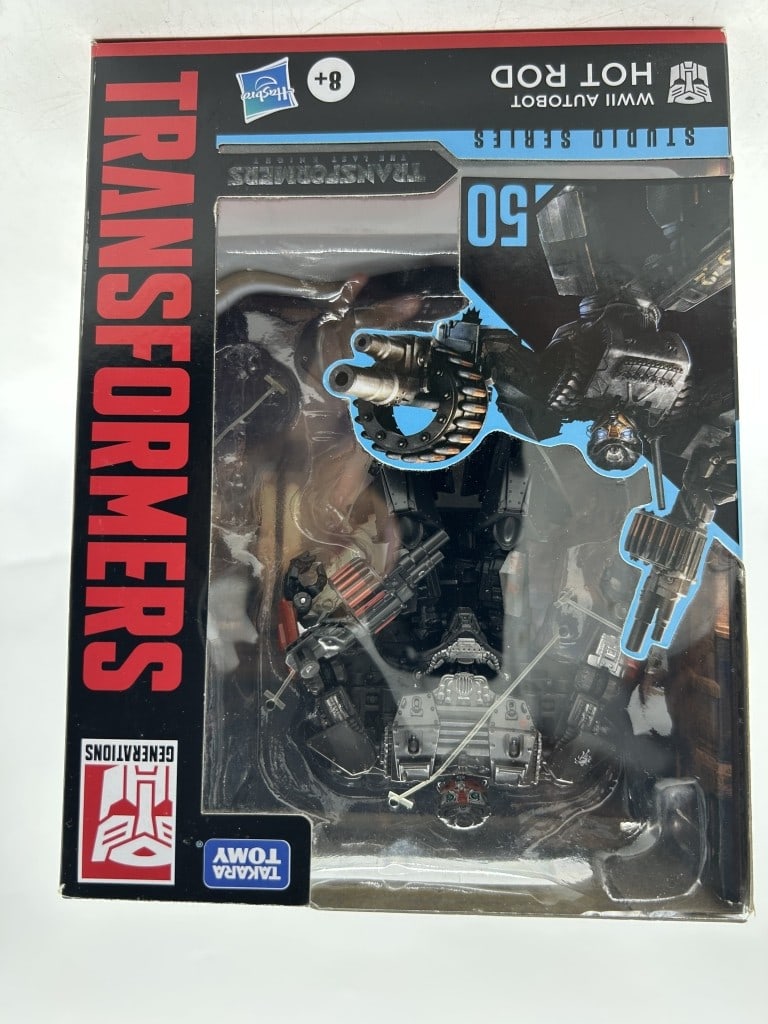 TAKARA
TOMY
®
GENERATIONS
TRANSFORMERS
50
TRANSFORMERS
THE LAST KNIGHT
STUDIO SERIES
WWII AUTOBOT
HOT ROD
8+
Hasbro